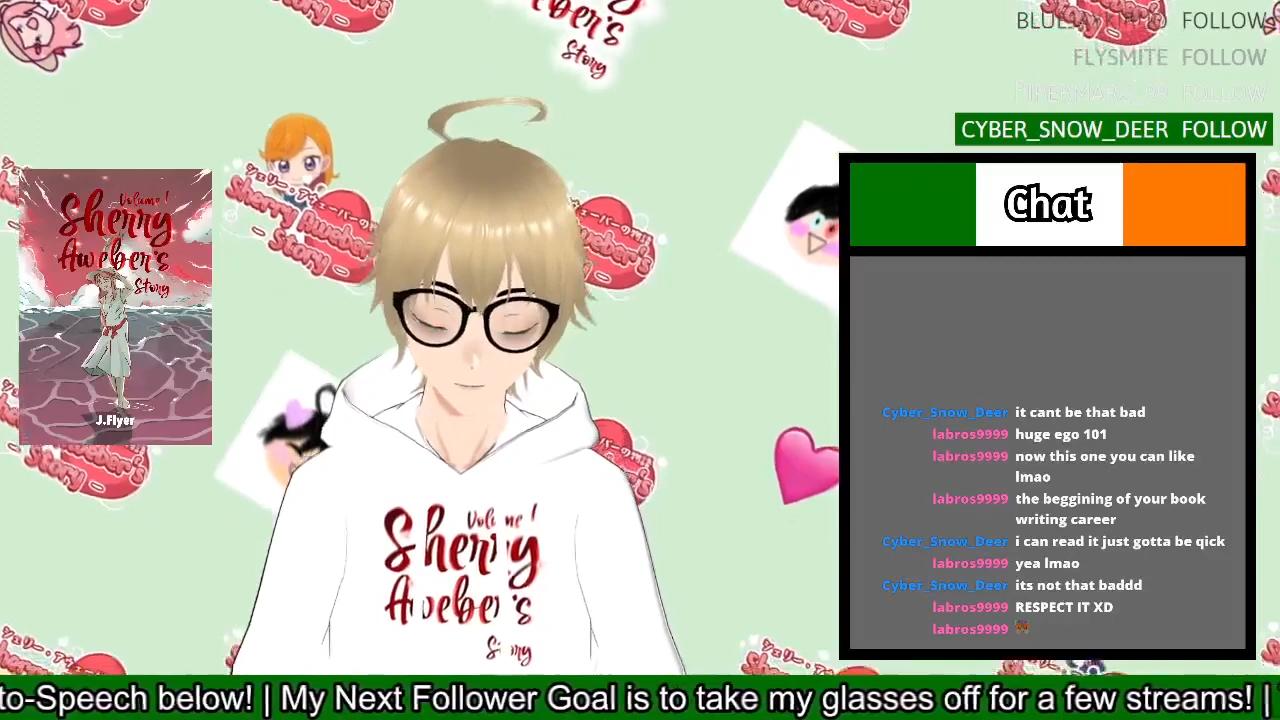 FOLLOW
FLYSMITE FOLLOW
FOLLOW
CYBER_SNOW_DEER FOLLOW
Story
Volume 1
Sherry
Aweber's
Story
J.Flyer
Sherry Aweber's
- Story -
Chat
Cyber_Snow_Deer it cant be that bad
labros9999 huge ego 101
labros9999 now this one you can like
lmao
labros9999 the beggining of your book
writing career
Cyber_Snow_Deer i can read it just gotta be qick
labros9999 yea lmao
Cyber_Snow_Deer its not that baddd
labros9999 RESPECT IT XD
labros9999
Sherry
Aweber's
to-Speech below! | My Next Follower Goal is to take my glasses off for a few streams! |